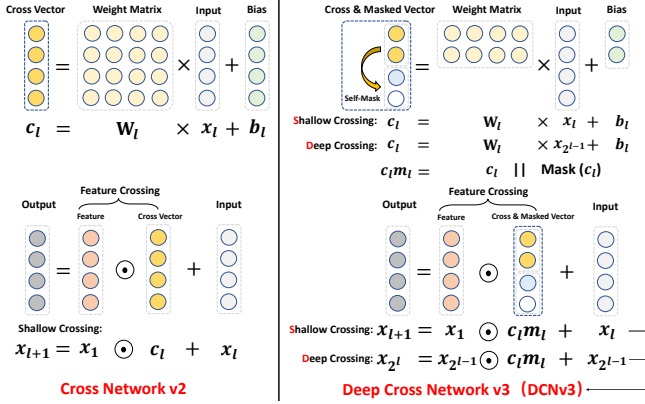 Cross Vector Weight Matrix Input Bias
= × +
c_l = W_l × x_l + b_l
Feature Crossing
Output Input
Feature Cross Vector
= ⊙ +
Shallow Crossing:
x_{l+1} = x_1 ⊙ c_l + x_l
Cross Network v2
Cross & Masked Vector Weight Matrix Input Bias
= × +
Self-Mask
Shallow Crossing: c_l = W_l × x_l + b_l
Deep Crossing: c_l = W_l × x_{2^{l-1}} + b_l
c_l m_l = c_l || Mask (c_l)
Feature Crossing
Output Input
Feature Cross & Masked Vector
= ⊙ +
Shallow Crossing: x_{l+1} = x_1 ⊙ c_l m_l + x_l
Deep Crossing: x_{2^l} = x_{2^{l-1}} ⊙ c_l m_l + x_{2^{l-1}}
Deep Cross Network v3 (DCNv3)